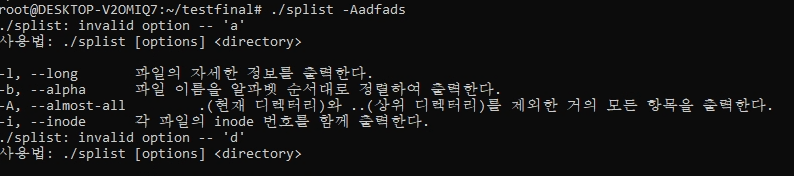 root@DESKTOP-V2OMIQ7:~/testfinal# ./splist -Aadfads
./splist: invalid option -- 'a'
사용법: ./splist [options] <directory>
-l, --long 파일의 자세한 정보를 출력한다.
-b, --alpha 파일 이름을 알파벳 순서대로 정렬하여 출력한다.
-A, --almost-all .(현재 디렉터리)와 ..(상위 디렉터리)를 제외한 거의 모든 항목을 출력한다.
-i, --inode 각 파일의 inode 번호를 함께 출력한다.
./splist: invalid option -- 'd'
사용법: ./splist [options] <directory>